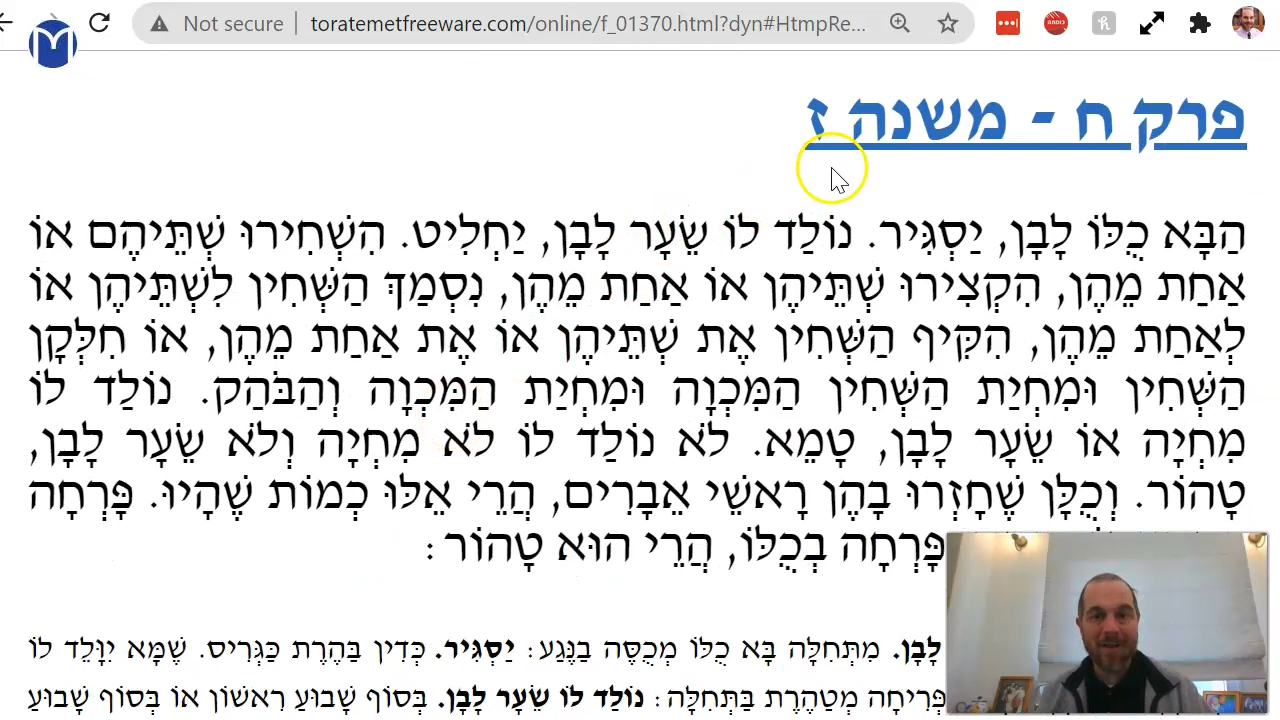 Not secure | toratemetfreeware.com/online/f_01370.html?dyn#HtmpRe...
פרק ח - משנה ז
הַבָּא כֻלּוֹ לָבָן, יַסְגִּיר. נוֹלַד לוֹ שֵׂעָר לָבָן, יַחְלִיט. הִשְׁחִירוּ שְׁתֵּיהֶם אוֹ
אַחַת מֵהֶן, הִקְצִירוּ שְׁתֵּיהֶן אוֹ אַחַת מֵהֶן, נִסְמַךְ הַשְּׁחִין לִשְׁתֵּיהֶן אוֹ
לְאַחַת מֵהֶן, הִקִּיף הַשְּׁחִין אֶת שְׁתֵּיהֶן אוֹ אֶת אַחַת מֵהֶן, אוֹ חִלְּקָן
הַשְּׁחִין וּמִחְיַת הַשְּׁחִין הַמִּכְוָה וּמִחְיַת הַמִּכְוָה וְהַבֹּהַק. נוֹלַד לוֹ
מִחְיָה אוֹ שֵׂעָר לָבָן, טָמֵא. לֹא נוֹלַד לוֹ לֹא מִחְיָה וְלֹא שֵׂעָר לָבָן,
טָהוֹר. וְכֻלָּן שֶׁחָזְרוּ בָהֶן רָאשֵׁי אֵבָרִים, הֲרֵי אֵלּוּ כְמוֹת שֶׁהָיוּ. פָּרְחָה
פָּרְחָה בְכֻלּוֹ, הֲרֵי הוּא טָהוֹר:
לָבָן. מִתְּחִלָּה בָּא כֻלּוֹ מְכֻסֶּה בַנֶּגַע: יַסְגִּיר. כְּדִין בַּהֶרֶת כַּגְּרִיס. שֶׁמָּא יִוָּלֵד לוֹ
פְּרִיחָה מְטַהֶרֶת בַּתְּחִלָּה: נוֹלַד לוֹ שֵׂעָר לָבָן. בְּסוֹף שָׁבוּעַ רִאשׁוֹן אוֹ בְּסוֹף שָׁבוּעַ